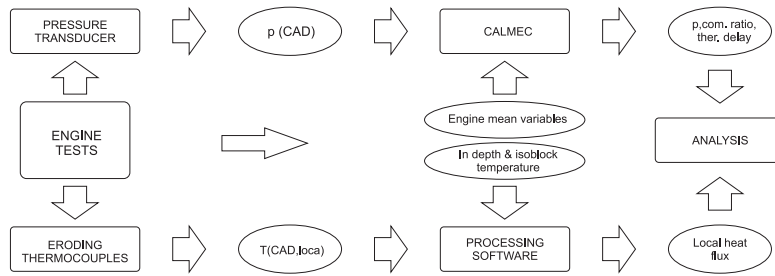 PRESSURE
TRANSDUCER
p (CAD)
CALMEC
p,com. ratio,
ther. delay
ENGINE
TESTS
Engine mean variables
In depth & isoblock
temperature
ANALYSIS
ERODING
THERMOCOUPLES
T(CAD,loca)
PROCESSING
SOFTWARE
Local heat
flux